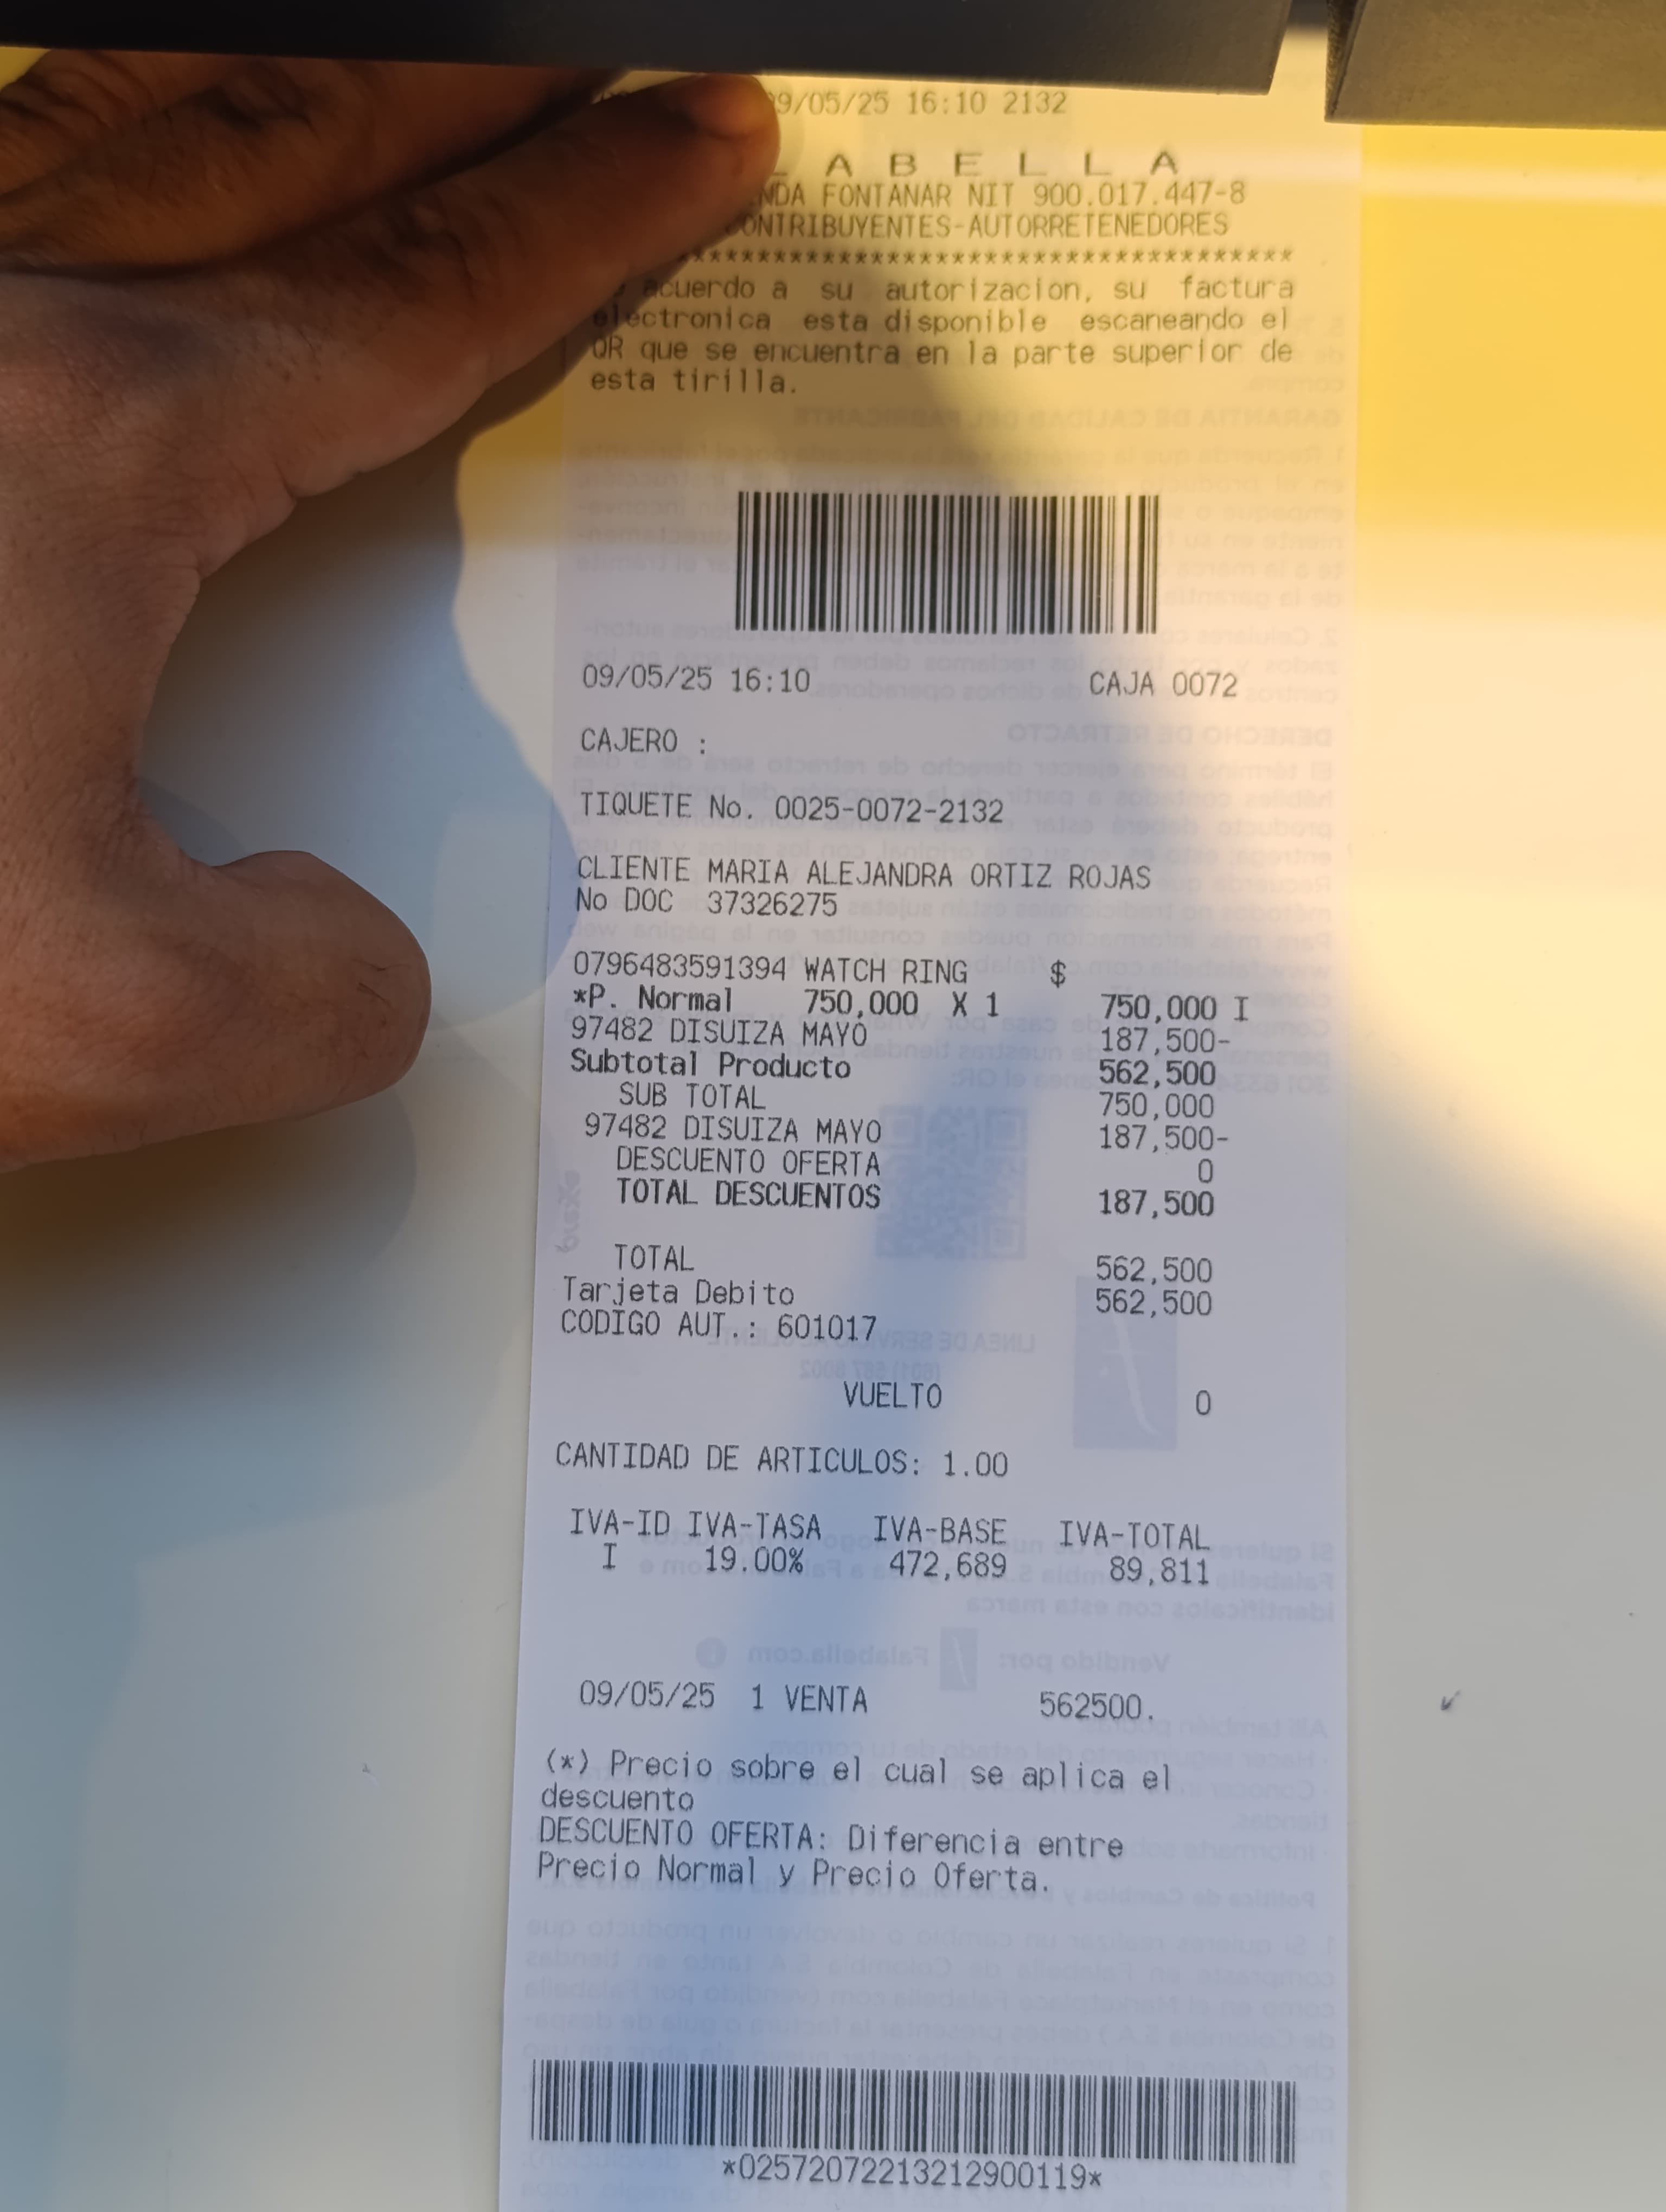 9/05/25 16:10 2132
L A B E L L A
NDA FONTANAR NIT 900.017.447-8
CONTRIBUYENTES-AUTORRETENEDORES
************************************
acuerdo a su autorizacion, su factura
electronica esta disponible escaneando el
QR que se encuentra en la parte superior de
esta tirilla.
09/05/25 16:10 CAJA 0072
CAJERO :
TIQUETE No. 0025-0072-2132
CLIENTE MARIA ALEJANDRA ORTIZ ROJAS
No DOC 37326275
0796483591394 WATCH RING $
*P. Normal 750,000 X 1 750,000 I
97482 DISUIZA MAYO 187,500-
Subtotal Producto 562,500
SUB TOTAL 750,000
97482 DISUIZA MAYO 187,500-
DESCUENTO OFERTA 0
TOTAL DESCUENTOS 187,500
TOTAL 562,500
Tarjeta Debito 562,500
CODIGO AUT.: 601017
VUELTO 0
CANTIDAD DE ARTICULOS: 1.00
IVA-ID IVA-TASA IVA-BASE IVA-TOTAL
I 19.00% 472,689 89,811
09/05/25 1 VENTA 562500.
(*) Precio sobre el cual se aplica el
descuento
DESCUENTO OFERTA: Diferencia entre
Precio Normal y Precio Oferta.
*02572072213212900119*